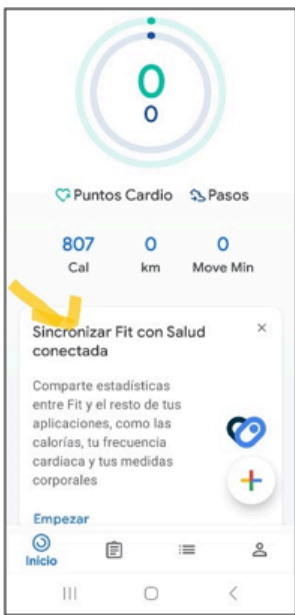 0
0
Puntos Cardio Pasos
807 0 0
Cal km Move Min
Sincronizar Fit con Salud
conectada
Comparte estadísticas
entre Fit y el resto de tus
aplicaciones, como las
calorías, tu frecuencia
cardiaca y tus medidas
corporales
Empezar
Inicio